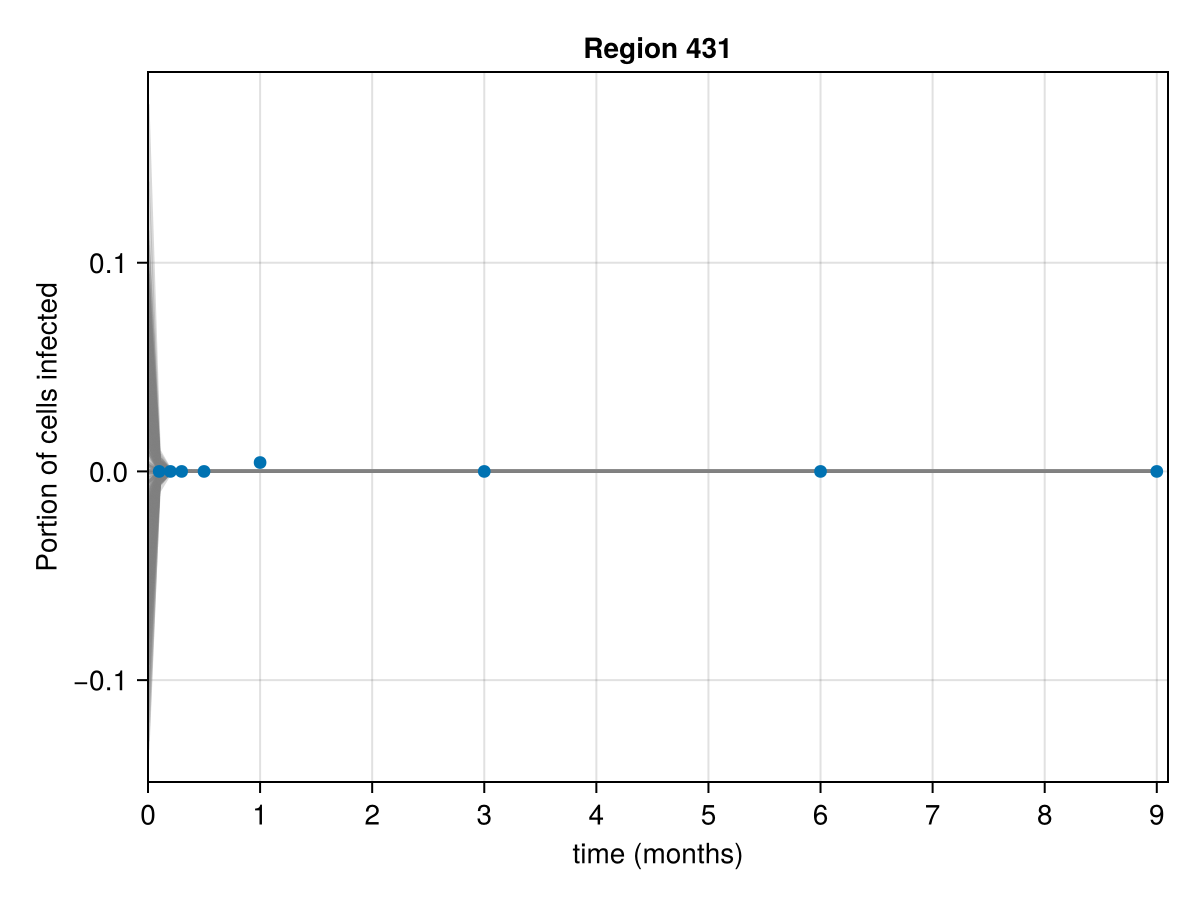 Region 431
Portion of cells infected
0.1
0.0
−0.1
0 1 2 3 4 5 6 7 8 9
time (months)